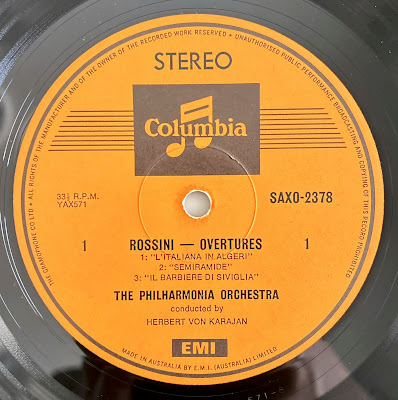 ALL RIGHTS OF THE MANUFACTURER AND OF THE OWNER OF THE RECORDED WORK RESERVED • UNAUTHORISED PUBLIC PERFORMANCE BROADCASTING AND COPYING OF THIS RECORD PROHIBITED
THE GRAMOPHONE CO LTD •
STEREO
Columbia
33⅓ R.P.M.
YAX571
SAXO-2378
1
ROSSINI — OVERTURES
1
1: "L'ITALIANA IN ALGERI"
2: "SEMIRAMIDE"
3: "IL BARBIERE DI SIVIGLIA"
THE PHILHARMONIA ORCHESTRA
conducted by
HERBERT VON KARAJAN
EMI
MADE IN AUSTRALIA BY E.M.I. (AUSTRALIA) LIMITED